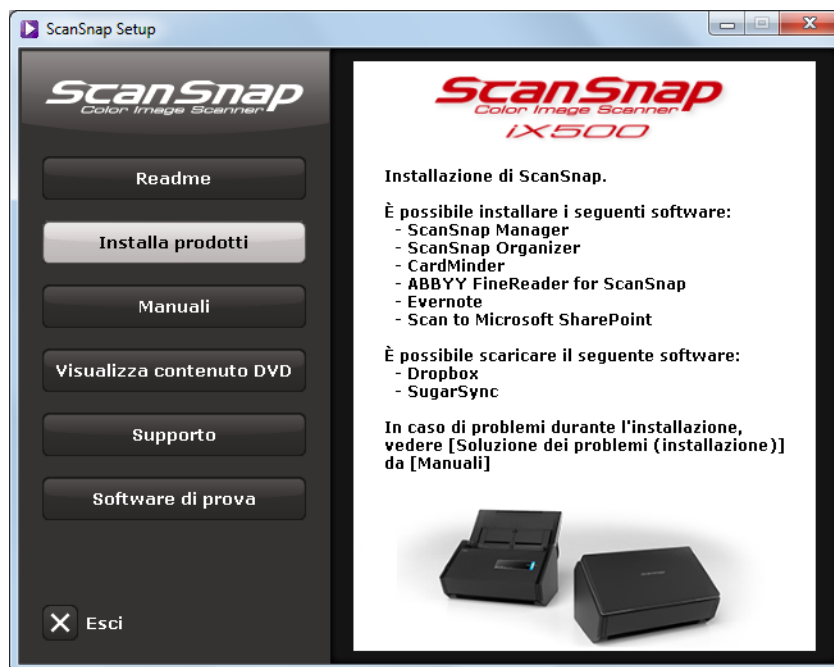 ScanSnap Setup
ScanSnap
Color Image Scanner
Readme
Installa prodotti
Manuali
Visualizza contenuto DVD
Supporto
Software di prova
Esci
ScanSnap
Color Image Scanner
iX500
Installazione di ScanSnap.
È possibile installare i seguenti software:
- ScanSnap Manager
- ScanSnap Organizer
- CardMinder
- ABBYY FineReader for ScanSnap
- Evernote
- Scan to Microsoft SharePoint
È possibile scaricare il seguente software:
- Dropbox
- SugarSync
In caso di problemi durante l'installazione,
vedere [Soluzione dei problemi (installazione)]
da [Manuali]